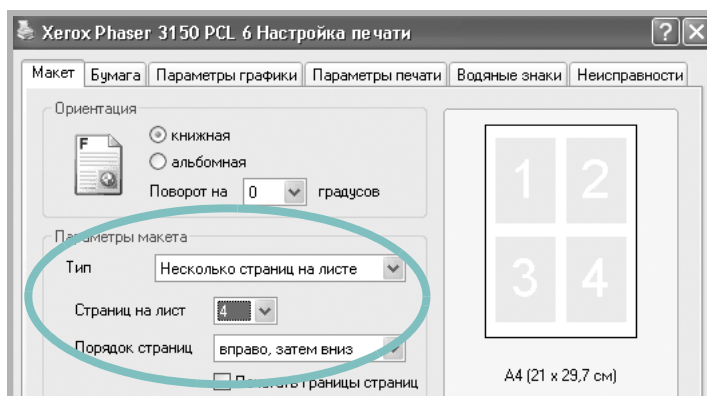 Xerox Phaser 3150 PCL 6 Настройка печати
Макет Бумага Параметры графики Параметры печати Водяные знаки Неисправности
Ориентация
F
книжная
альбомная
Поворот на 0 градусов
Параметры макета
Тип Несколько страниц на листе
Страниц на лист 4
Порядок страниц вправо, затем вниз
Печатать границы страниц
1 2
3 4
A4 (21 x 29,7 см)